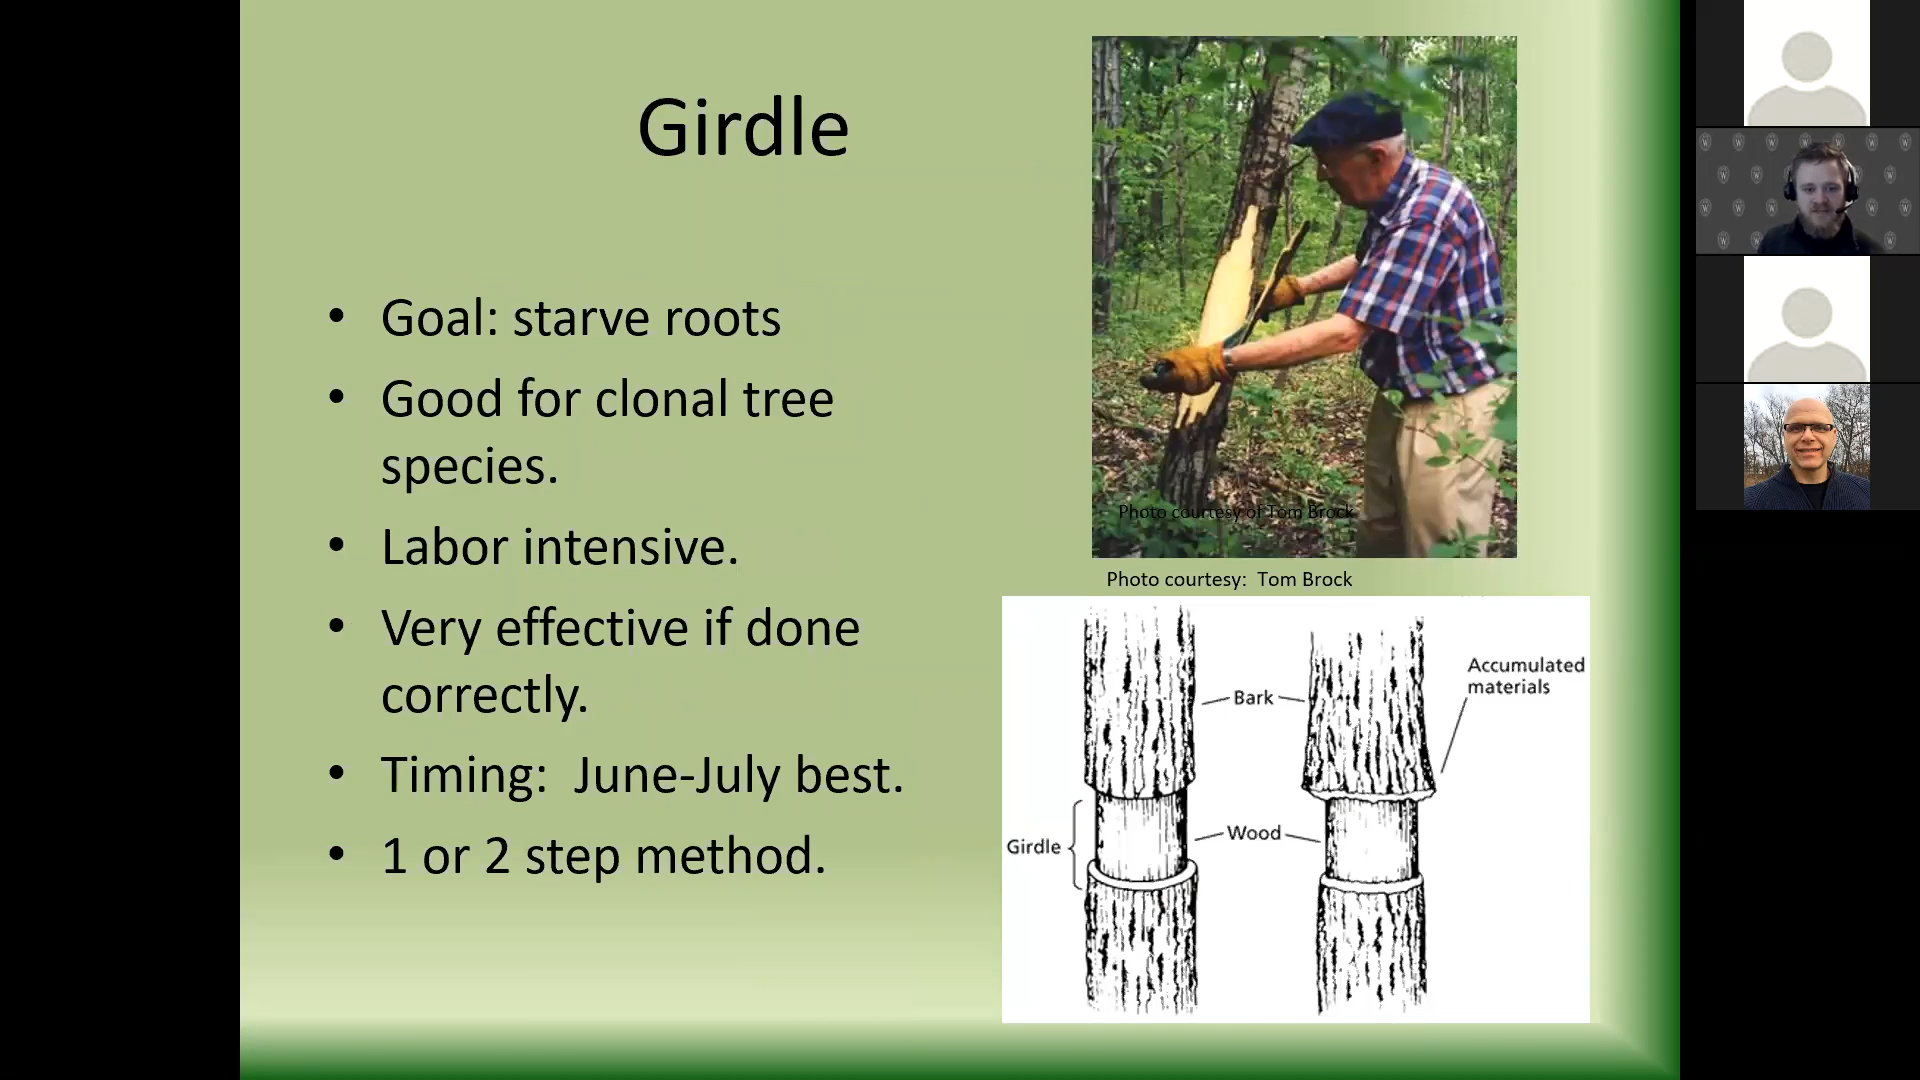 Girdle
• Goal: starve roots
• Good for clonal tree
species.
• Labor intensive.
• Very effective if done
correctly.
• Timing: June-July best.
• 1 or 2 step method.
Photo courtesy of Tom Brock
Photo courtesy: Tom Brock
Accumulated
materials
Bark
Wood
Girdle
W